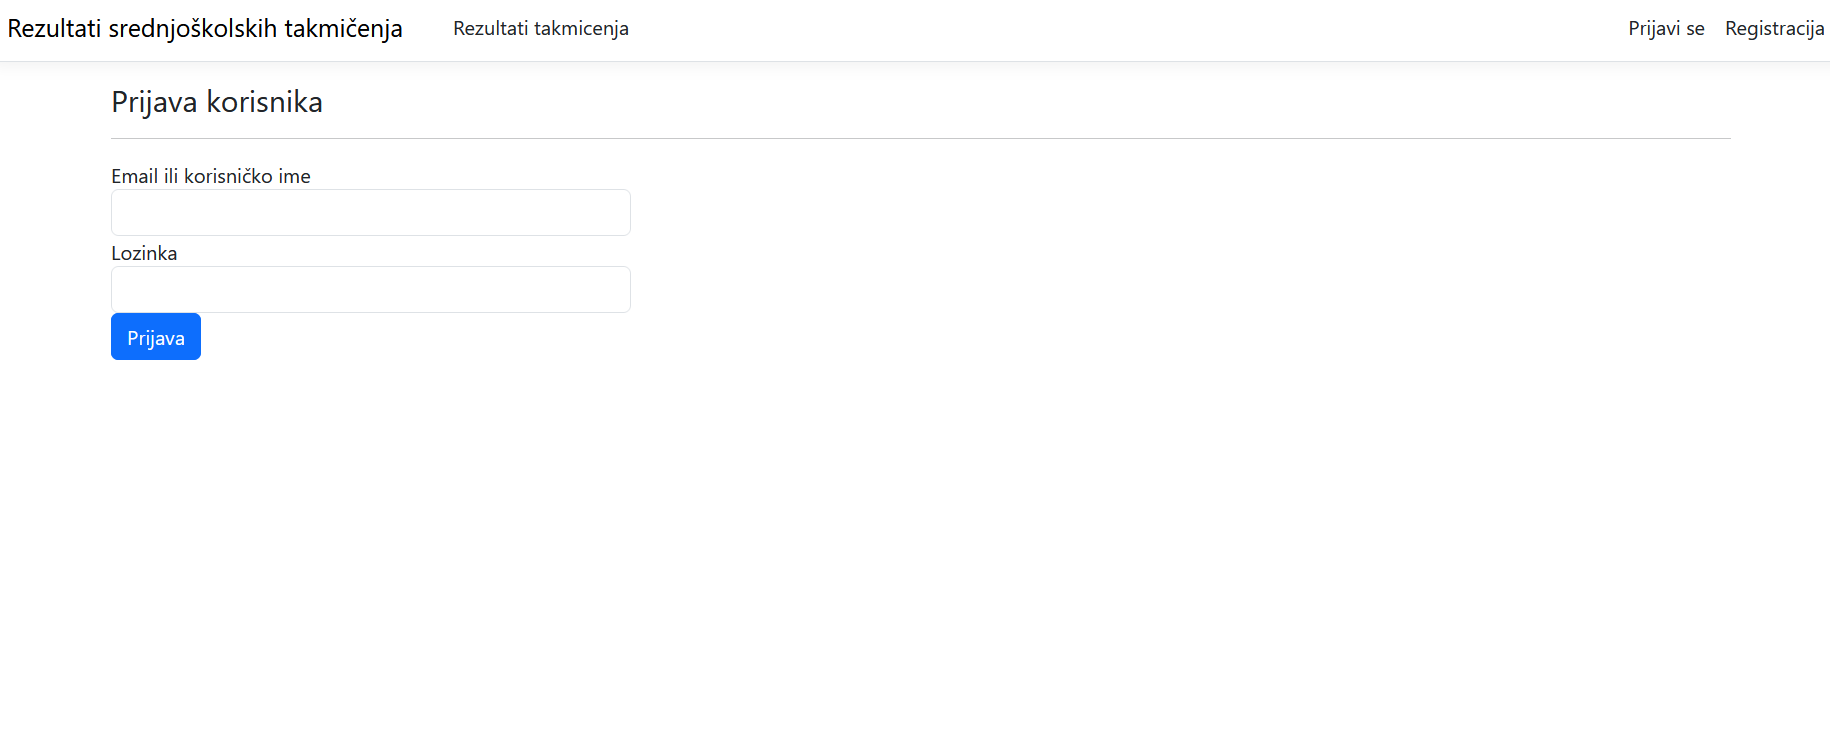 Rezultati srednjoškolskih takmičenja Rezultati takmicenja Prijavi se Registracija
Prijava korisnika
Email ili korisničko ime
Lozinka
Prijava